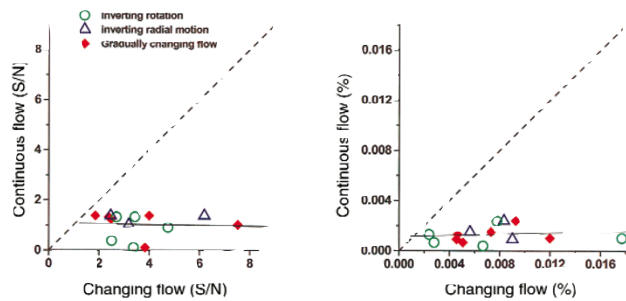 Inverting rotation
Inverting radial motion
Gradually changing flow
Continuous flow (S/N)
8
6
4
2
0
0 2 4 6 8
Changing flow (S/N)
Continuous flow (%)
0.016
0.012
0.008
0.004
0.000
0.000 0.004 0.008 0.012 0.016
Changing flow (%)